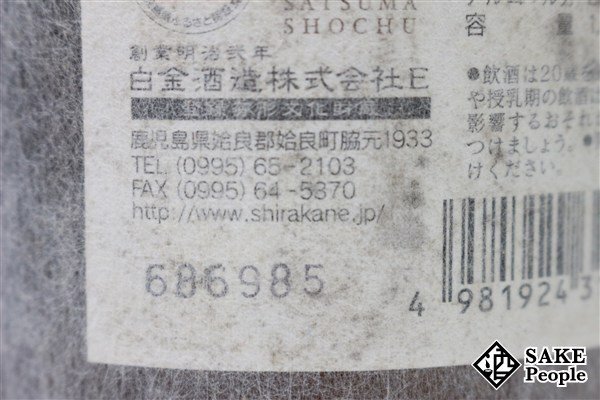 SATSUMA
SHOCHU
創業明治弐年
白金酒造株式会社E
鹿児島県姶良郡姶良町脇元1933
TEL. (0995) 65-2103
FAX (0995) 64-5370
http://www.shirakane.jp/
686985
容 量
●飲酒は20歳
や授乳期の飲酒
影響するおそれ
つけましょう。
けください。
4 981924 3
SAKE
People